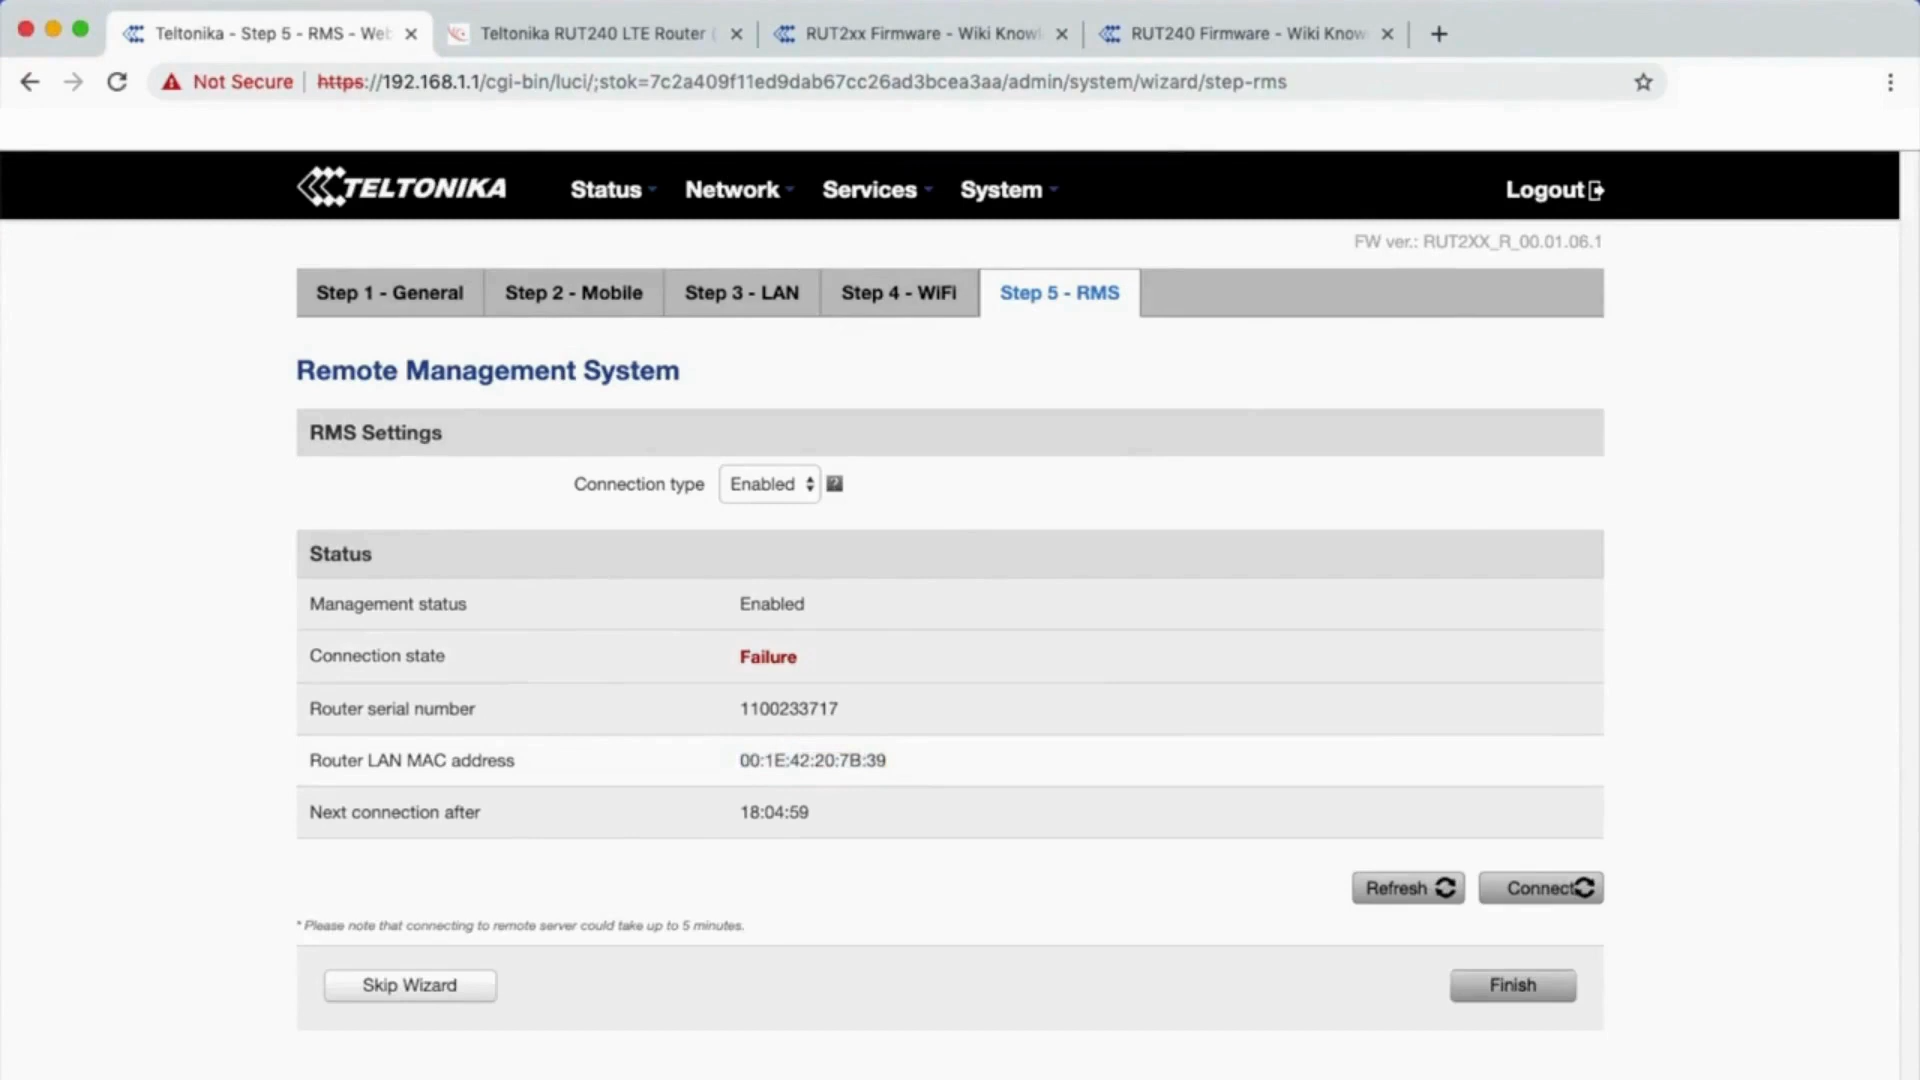 Teltonika - Step 5 - RMS - Web
Teltonika RUT240 LTE Router (
RUT2xx Firmware - Wiki Knowl
RUT240 Firmware - Wiki Know
Not Secure https://192.168.1.1/cgi-bin/luci/;stok=7c2a409f11ed9dab67cc26ad3bcea3aa/admin/system/wizard/step-rms
TELTONIKA Status Network Services System Logout
FW ver.: RUT2XX_R_00.01.06.1
Step 1 - General Step 2 - Mobile Step 3 - LAN Step 4 - WiFi Step 5 - RMS
Remote Management System
RMS Settings
Connection type Enabled ?
Status
Management status Enabled
Connection state Failure
Router serial number 1100233717
Router LAN MAC address 00:1E:42:20:7B:39
Next connection after 18:04:59
Refresh Connect
* Please note that connecting to remote server could take up to 5 minutes.
Skip Wizard Finish